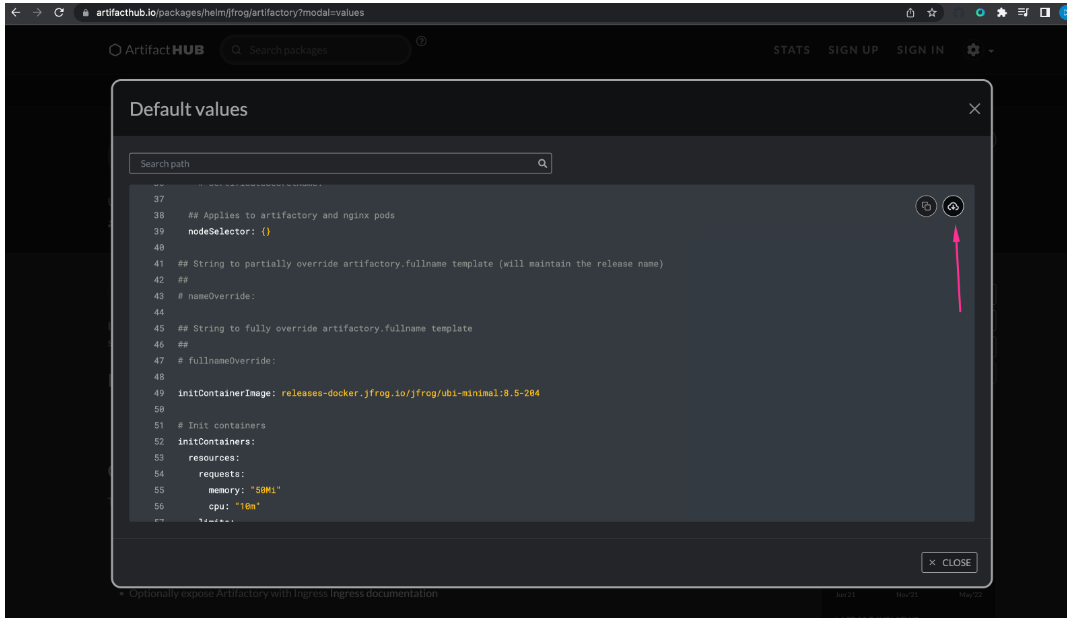 artifacthub.io/packages/helm/jfrog/artifactory?modal=values
Artifact HUB
Search packages
STATS SIGN UP SIGN IN
Default values
Search path
37
38 ## Applies to artifactory and nginx pods
39 nodeSelector: {}
40
41 ## String to partially override artifactory.fullname template (will maintain the release name)
42 ##
43 # nameOverride:
44
45 ## String to fully override artifactory.fullname template
46 ##
47 # fullnameOverride:
48
49 initContainerImage: releases-docker.jfrog.io/jfrog/ubi-minimal:8.5-204
50
51 # Init containers
52 initContainers:
53 resources:
54 requests:
55 memory: "50Mi"
56 cpu: "10m"
57 limits:
× CLOSE
• Optionally expose Artifactory with Ingress Ingress documentation
Jun'21 Nov'21 May'22